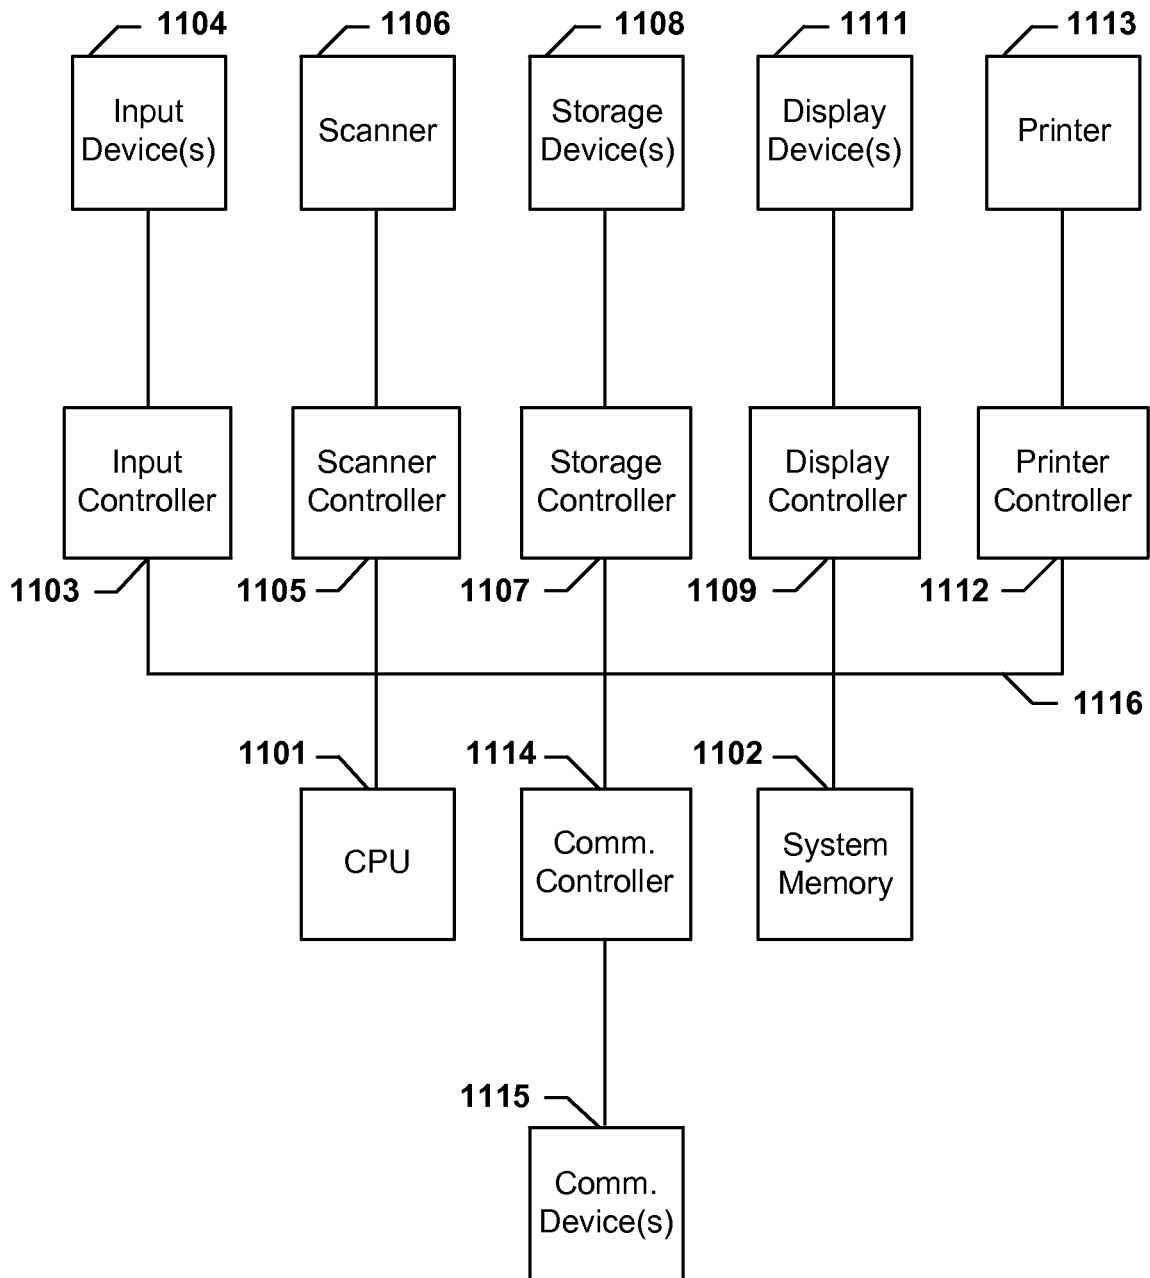 1104
1106
1108
1111
1113
Input
Device(s)
Scanner
Storage
Device(s)
Display
Device(s)
Printer
Input
Controller
Scanner
Controller
Storage
Controller
Display
Controller
Printer
Controller
1103
1105
1107
1109
1112
1116
1101
1114
1102
CPU
Comm.
Controller
System
Memory
1115
Comm.
Device(s)